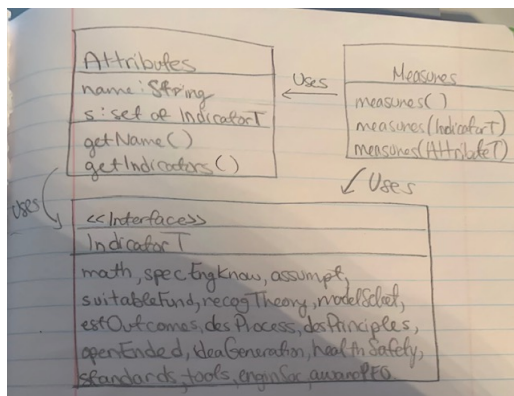 Attributes
name : String
s : set of IndicatorT
getName()
getIndicators()
Uses
Measures
measures()
measures(IndicatorT)
measures(AttributeT)
Uses
Uses
<<Interface>>
IndicatorT
math, specEngKnow, assumpt,
suitableFund, recogTheory, modelSelect,
estOutcomes, desProcess, desPrinciples,
openEnded, ideaGeneration, healthSafety,
standards, tools, engInSoc, awarePEO